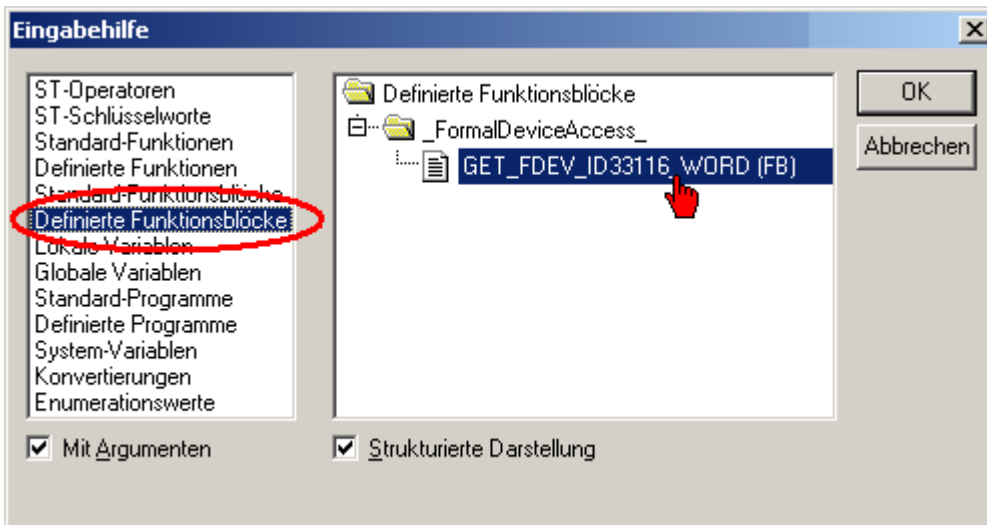 Eingabehilfe
ST-Operatoren
ST-Schlüsselworte
Standard-Funktionen
Definierte Funktionen
Standard-Funktionsblöcke
Definierte Funktionsblöcke
Lokale Variablen
Globale Variablen
Standard-Programme
Definierte Programme
System-Variablen
Konvertierungen
Enumerationswerte
Mit Argumenten
Definierte Funktionsblöcke
_FormalDeviceAccess_
GET_FDEV_ID33116_WORD (FB)
Strukturierte Darstellung
OK
Abbrechen